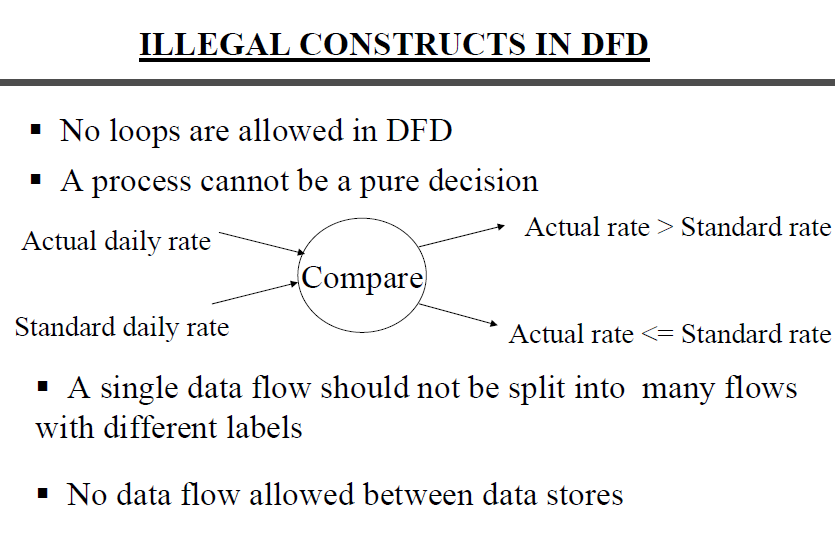 ILLEGAL CONSTRUCTS IN DFD
▪ No loops are allowed in DFD
▪ A process cannot be a pure decision
Actual daily rate
Actual rate > Standard rate
Compare
Standard daily rate
Actual rate <= Standard rate
▪ A single data flow should not be split into many flows
with different labels
▪ No data flow allowed between data stores